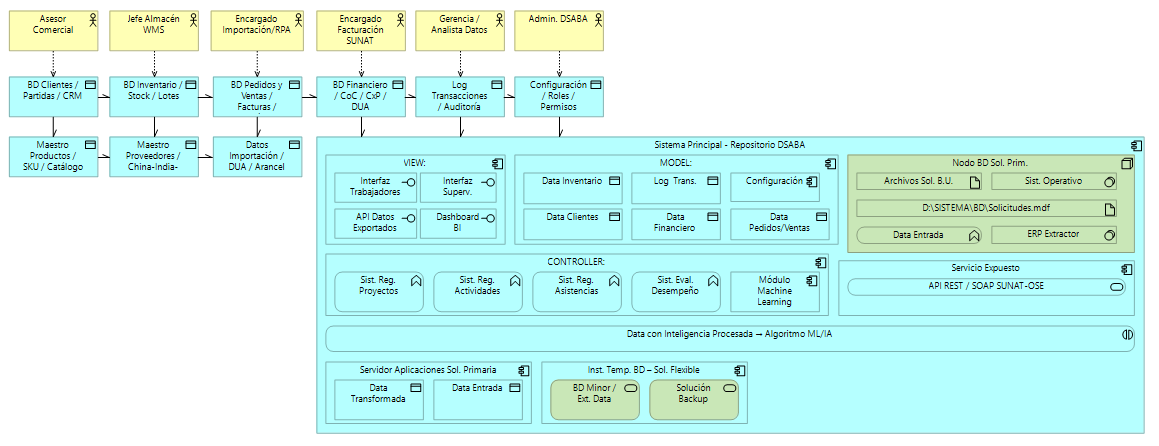 Asesor
Comercial
Jefe Almacén
WMS
Encargado
Importación/RPA
Encargado
Facturación
SUNAT
Gerencia /
Analista Datos
Admin. DSABA
BD Clientes /
Partidas / CRM
BD Inventario /
Stock / Lotes
BD Pedidos y
Ventas /
Facturas /
BD Financiero
/ CoC / CxP /
DUA
Log
Transacciones
/ Auditoría
Configuración
/ Roles /
Permisos
Maestro
Productos /
SKU / Catálogo
Maestro
Proveedores /
China-India-
Datos
Importación /
DUA / Arancel
Sistema Principal - Repositorio DSABA
VIEW:
Interfaz
Trabajadores
Interfaz
Superv.
API Datos
Exportados
Dashboard
BI
MODEL:
Data Inventario
Log Trans.
Configuración
Data Clientes
Data
Financiero
Data
Pedidos/Ventas
Nodo BD Sol. Prim.
Archivos Sol. B.U.
Sist. Operativo
D:\SISTEMA\BD\Solicitudes.mdf
Data Entrada
ERP Extractor
CONTROLLER:
Sist. Reg.
Proyectos
Sist. Reg.
Actividades
Sist. Reg.
Asistencias
Sist. Eval.
Desempeño
Módulo
Machine
Learning
Servicio Expuesto
API REST / SOAP SUNAT-OSE
Data con Inteligencia Procesada → Algoritmo ML/IA
Servidor Aplicaciones Sol. Primaria
Data
Transformada
Data Entrada
Inst. Temp. BD – Sol. Flexible
BD Minor /
Ext. Data
Solución
Backup